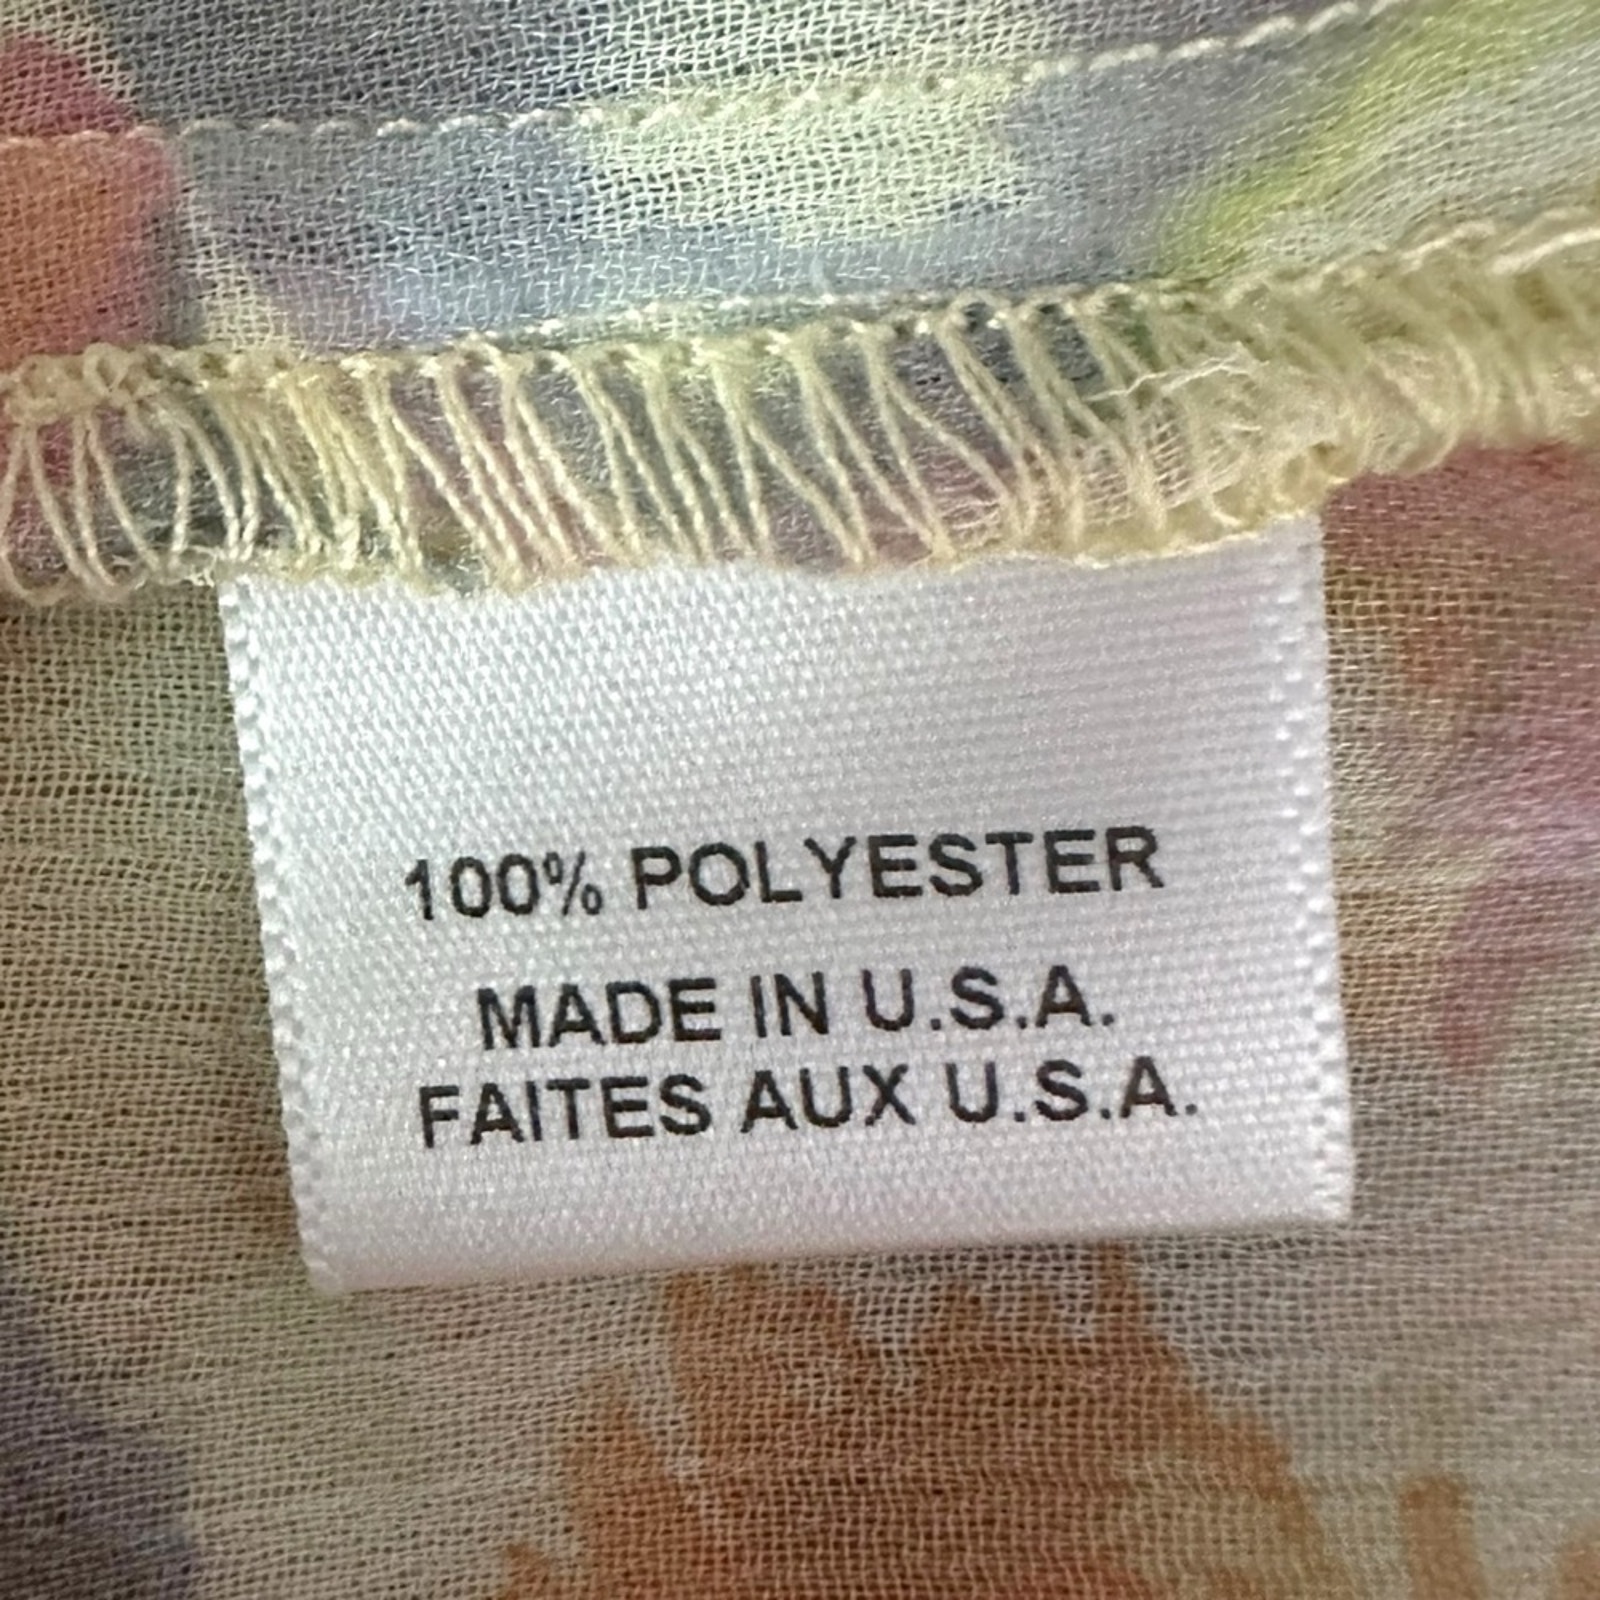 100% POLYESTER
MADE IN U.S.A.
FAITES AUX U.S.A.